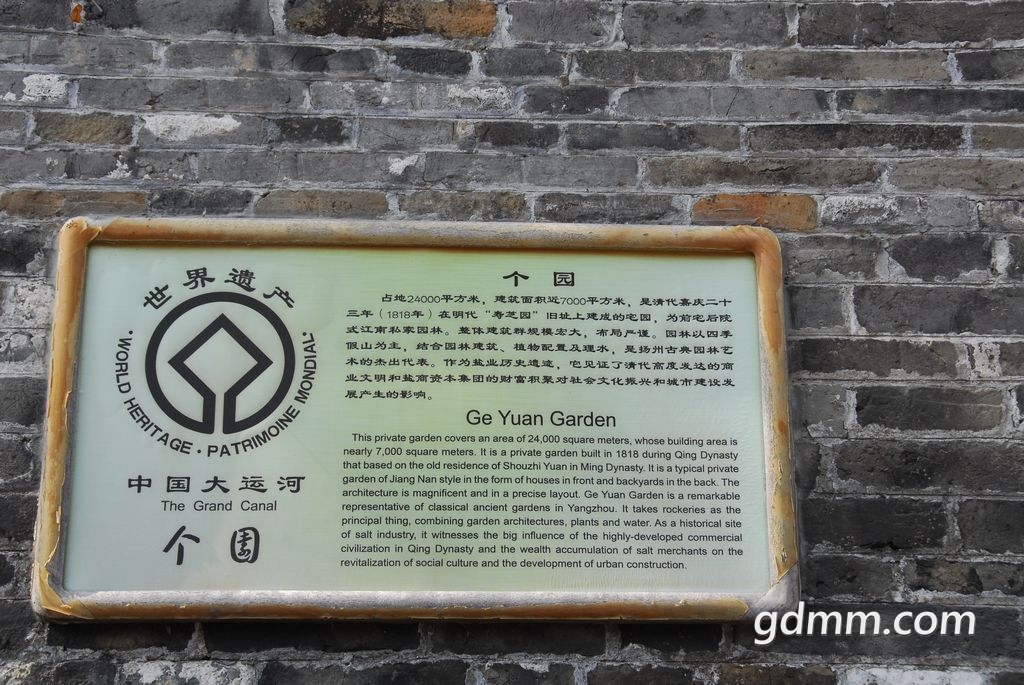 世界遗产
·WORLD HERITAGE · PATRIMOINE MONDIAL·
中国大运河
The Grand Canal
个園
个园
占地24000平方米，建筑面积近7000平方米，是清代嘉庆二十
三年（1818年）在明代“寿芝园”旧址上建成的宅园，为前宅后院
式江南私家园林。整体建筑群规模宏大，布局严谨。园林以四季
假山为主，结合园林建筑、植物配置及理水，是扬州古典园林艺
术的杰出代表。作为盐业历史遗迹，它见证了清代高度发达的商
业文明和盐商资本集团的财富积聚对社会文化振兴和城市建设发
展产生的影响。
Ge Yuan Garden
This private garden covers an area of 24,000 square meters, whose building area is
nearly 7,000 square meters. It is a private garden built in 1818 during Qing Dynasty
that based on the old residence of Shouzhi Yuan in Ming Dynasty. It is a typical private
garden of Jiang Nan style in the form of houses in front and backyards in the back. The
architecture is magnificent and in a precise layout. Ge Yuan Garden is a remarkable
representative of classical ancient gardens in Yangzhou. It takes rockeries as the
principal thing, combining garden architectures, plants and water. As a historical site
of salt industry, it witnesses the big influence of the highly-developed commercial
civilization in Qing Dynasty and the wealth accumulation of salt merchants on the
revitalization of social culture and the development of urban construction.
gdmm.com